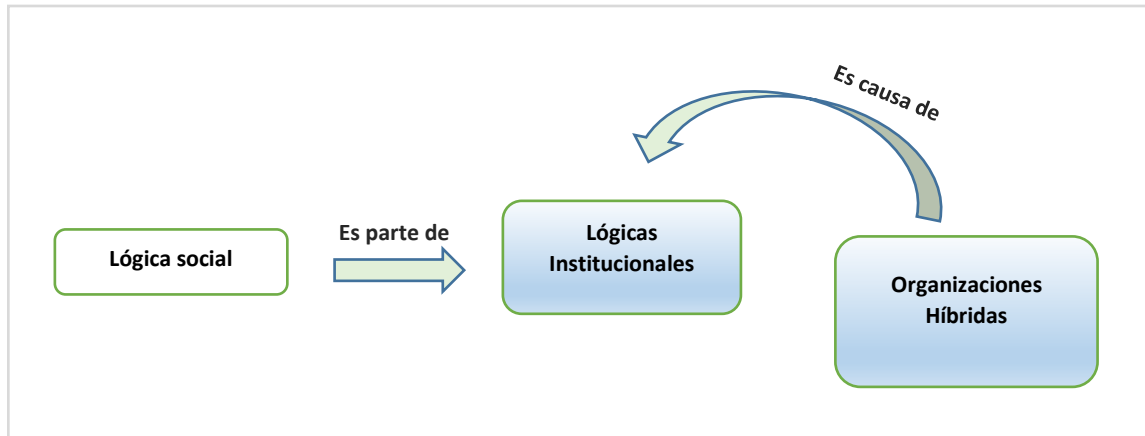 Es causa de
Lógica social
Es parte de
Lógicas
Institucionales
Organizaciones
Híbridas